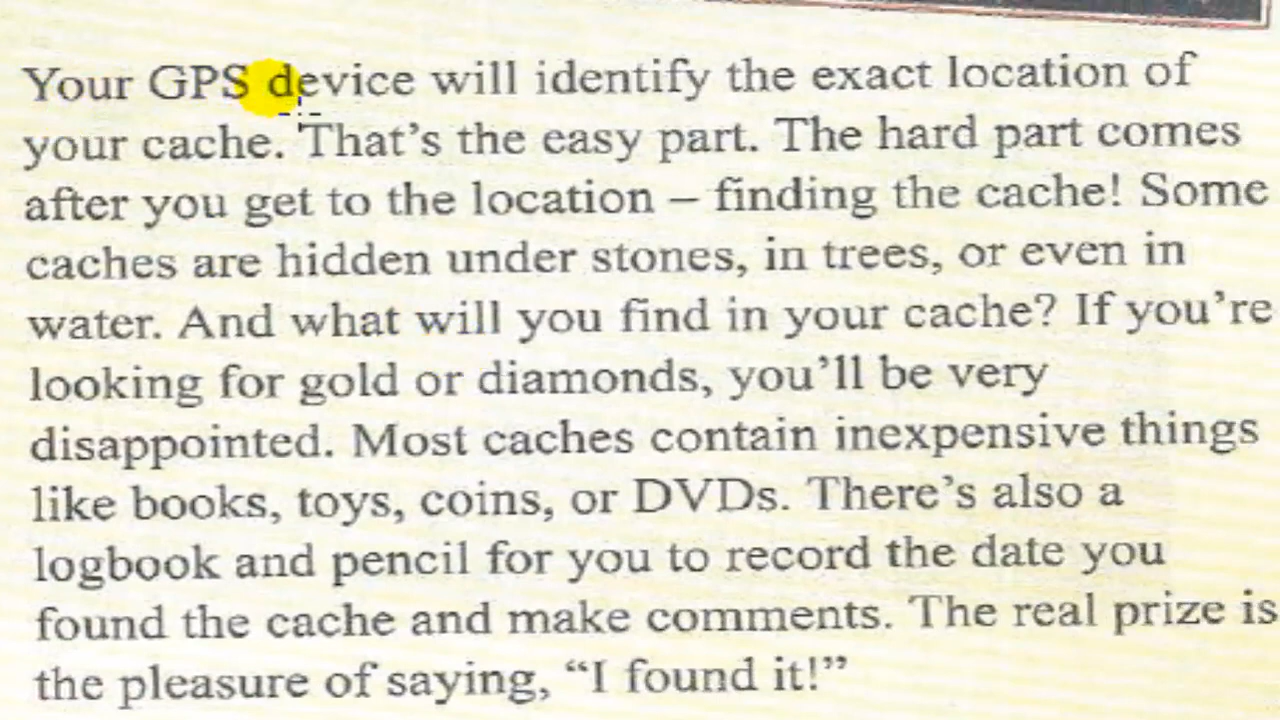 Your GPS device will identify the exact location of
your cache. That's the easy part. The hard part comes
after you get to the location – finding the cache! Some
caches are hidden under stones, in trees, or even in
water. And what will you find in your cache? If you're
looking for gold or diamonds, you'll be very
disappointed. Most caches contain inexpensive things
like books, toys, coins, or DVDs. There's also a
logbook and pencil for you to record the date you
found the cache and make comments. The real prize is
the pleasure of saying, “I found it!”